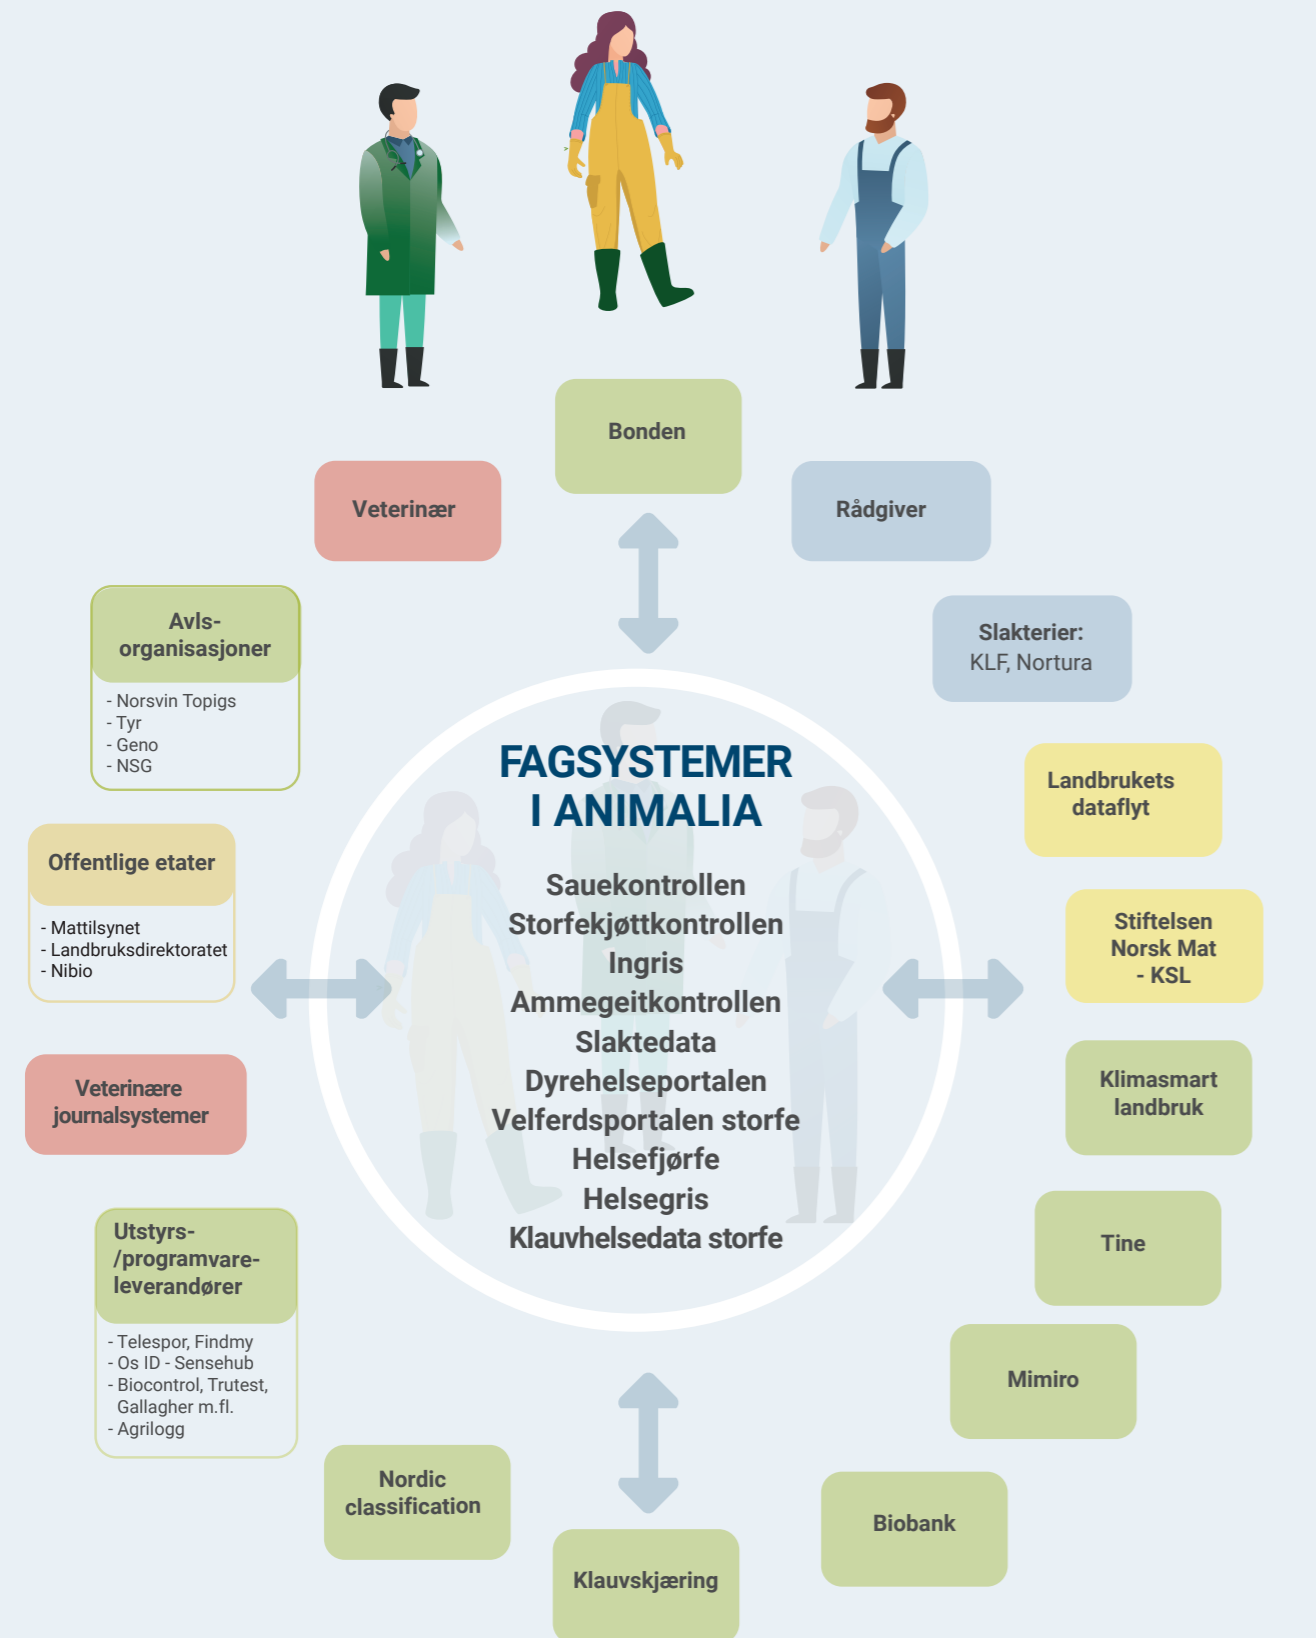 Bonden
Veterinær
Rådgiver
Avls-
organisasjoner
- Norsvin Topigs
- Tyr
- Geno
- NSG
Slakterier:
KLF, Nortura
FAGSYSTEMER
I ANIMALIA
Sauekontrollen
Storfekjøttkontrollen
Ingris
Ammegeitkontrollen
Slaktedata
Dyrehelseportalen
Velferdsportalen storfe
Helsefjørfe
Helsegris
Klauvhelsedata storfe
Landbrukets
dataflyt
Offentlige etater
- Mattilsynet
- Landbruksdirektoratet
- Nibio
Stiftelsen
Norsk Mat
- KSL
Veterinære
journalsystemer
Klimasmart
landbruk
Utstyrs-
/programvare-
leverandører
- Telespor, Findmy
- Os ID - Sensehub
- Biocontrol, Trutest,
Gallagher m.fl.
- Agrilogg
Tine
Mimiro
Nordic
classification
Biobank
Klauvskjæring